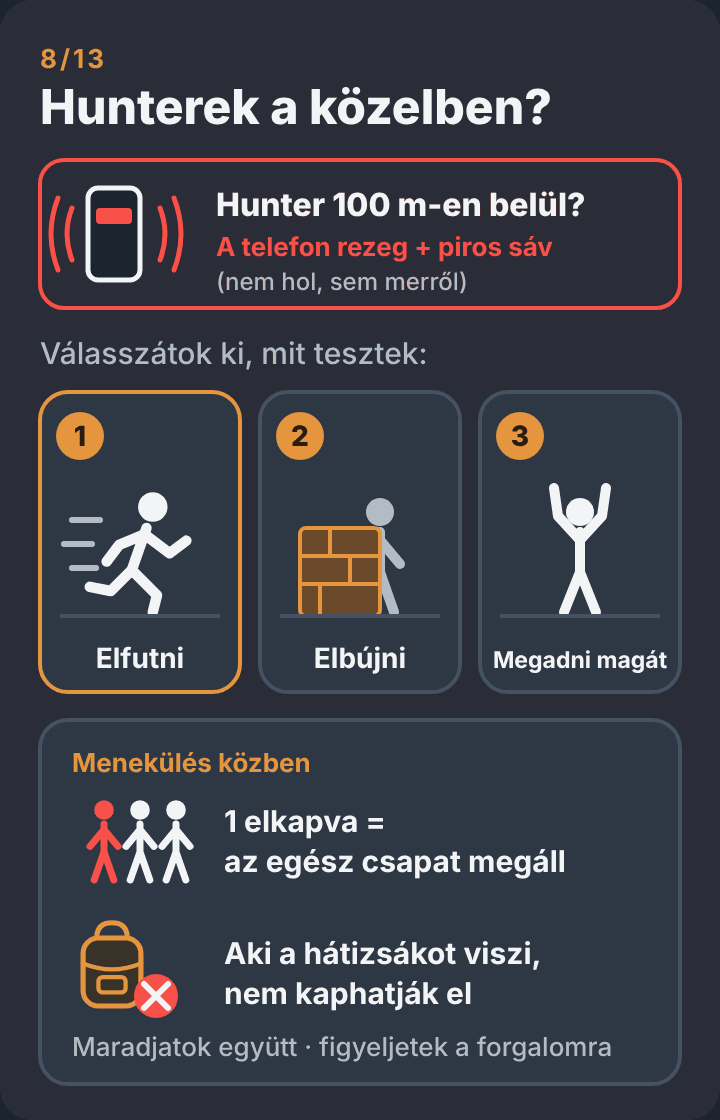 8/13
Hunterek a közelben?
Hunter 100 m-en belül?
A telefon rezeg + piros sáv
(nem hol, sem merről)
Válasszátok ki, mit tesztek:
1
2
3
Elfutni
Elbújni
Megadni magát
Menekülés közben
1 elkapva =
az egész csapat megáll
Aki a hátizsákot viszi,
nem kaphatják el
Maradjatok együtt · figyeljetek a forgalomra